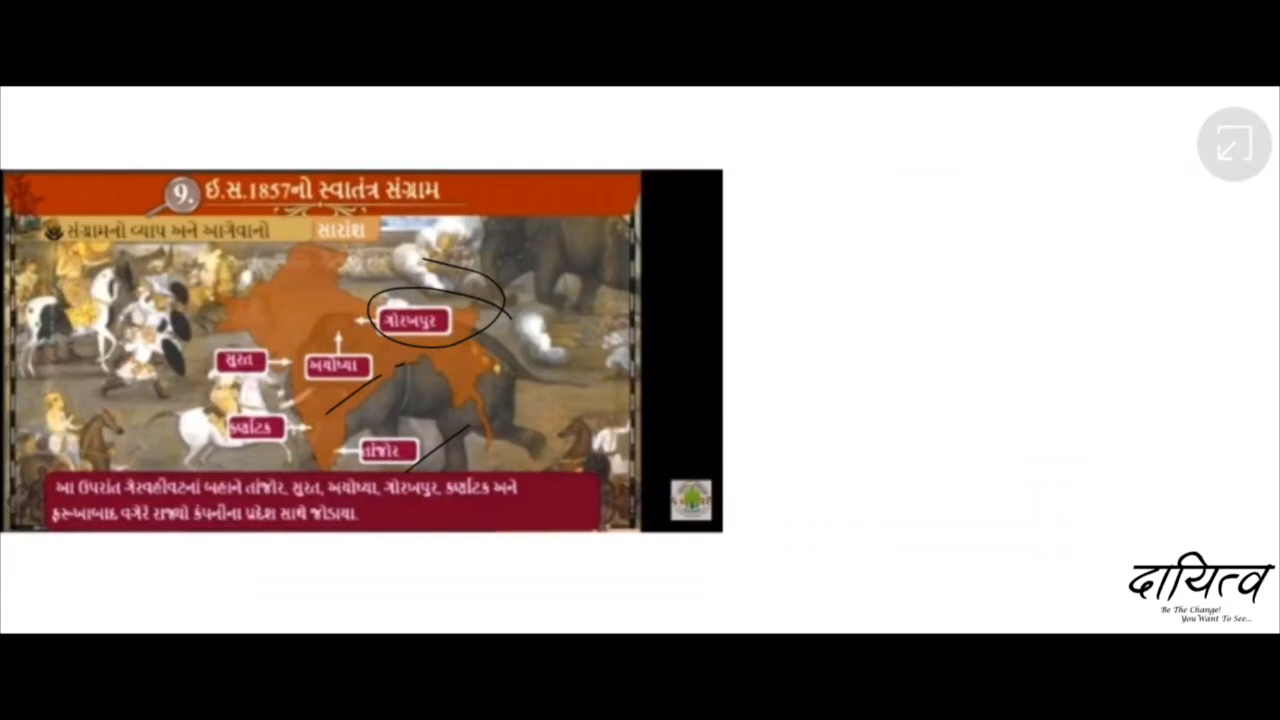 9. ઇ.સ.1857નો સ્વાતંત્ર સંગ્રામ
સંગ્રામનો વ્યાપ અને આગેવાનો સારાંશ
ગોરખપુર
સુરત
અયોધ્યા
કર્ણાટક
તાંજોર
આ ઉપરાંત ગેરવહીવટનાં બહાને તાંજોર, સુરત, અયોધ્યા, ગોરખપુર, કર્ણાટક અને
ફરૂખાબાદ વગેરે રાજ્યો કંપનીના પ્રદેશ સાથે જોડાયા.
दायित्व
Be The Change!
You Want To See...